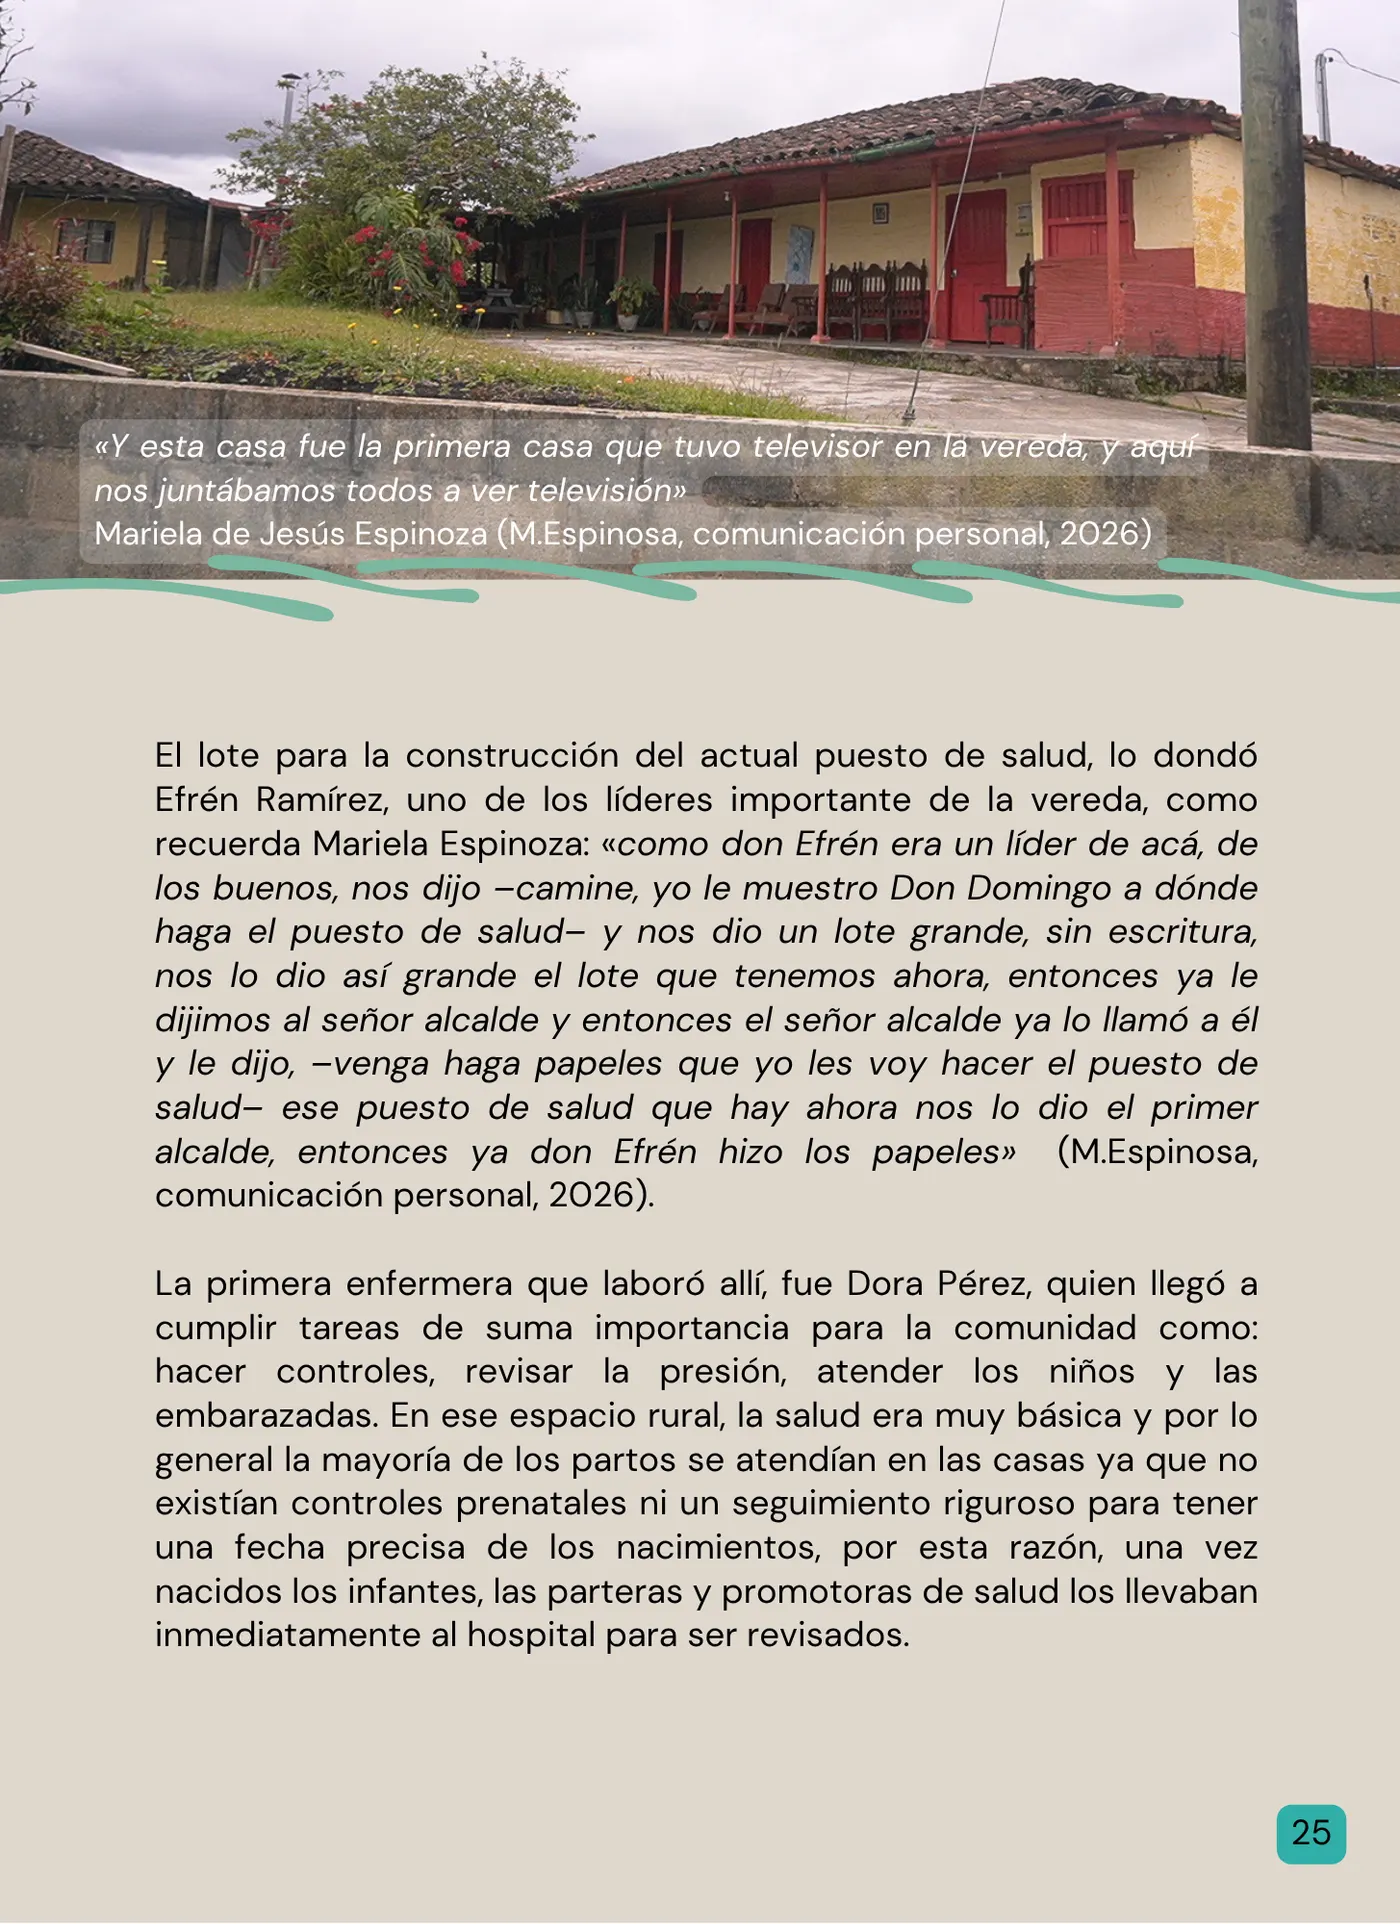 «Y esta casa fue la primera casa que tuvo televisor en la vereda, y aquí
nos juntábamos todos a ver televisión»
Mariela de Jesús Espinoza (M.Espinosa, comunicación personal, 2026)
El lote para la construcción del actual puesto de salud, lo dondó
Efrén Ramírez, uno de los líderes importante de la vereda, como
recuerda Mariela Espinoza: «como don Efrén era un líder de acá, de
los buenos, nos dijo –camine, yo le muestro Don Domingo a dónde
haga el puesto de salud– y nos dio un lote grande, sin escritura,
nos lo dio así grande el lote que tenemos ahora, entonces ya le
dijimos al señor alcalde y entonces el señor alcalde ya lo llamó a él
y le dijo, –venga haga papeles que yo les voy hacer el puesto de
salud– ese puesto de salud que hay ahora nos lo dio el primer
alcalde, entonces ya don Efrén hizo los papeles» (M.Espinosa,
comunicación personal, 2026).
La primera enfermera que laboró allí, fue Dora Pérez, quien llegó a
cumplir tareas de suma importancia para la comunidad como:
hacer controles, revisar la presión, atender los niños y las
embarazadas. En ese espacio rural, la salud era muy básica y por lo
general la mayoría de los partos se atendían en las casas ya que no
existían controles prenatales ni un seguimiento riguroso para tener
una fecha precisa de los nacimientos, por esta razón, una vez
nacidos los infantes, las parteras y promotoras de salud los llevaban
inmediatamente al hospital para ser revisados.
25